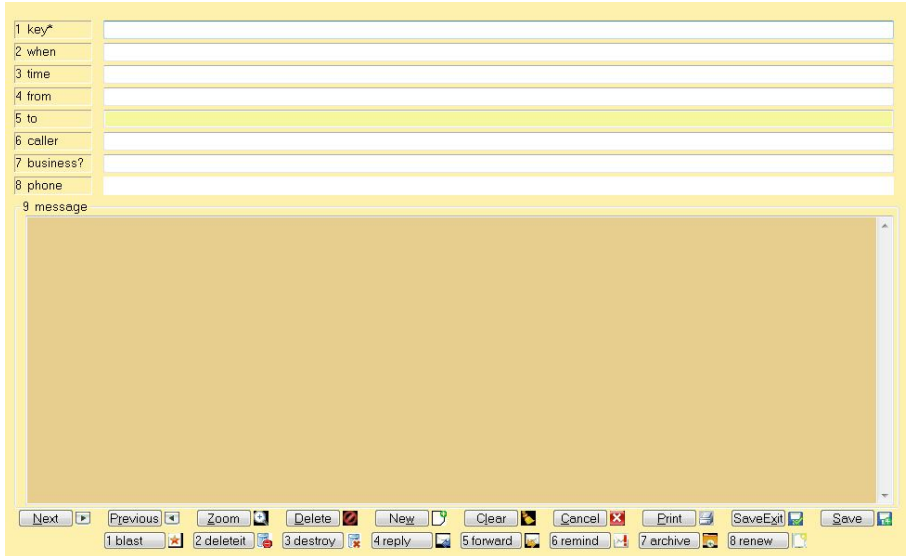 1 key*
2 when
3 time
4 from
5 to
6 caller
7 business?
8 phone
9 message
Next Previous Zoom Delete New Clear Cancel Print SaveExit Save
1 blast 2 deleteit 3 destroy 4 reply 5 forward 6 remind 7 archive 8 renew